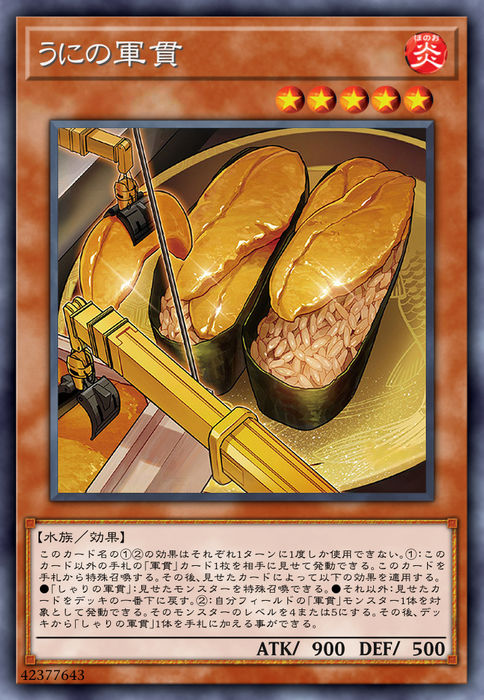 うにの軍貫
ほのお
炎
【水族／効果】
このカード名の①②の効果はそれぞれ1ターンに1度しか使用できない。①:この
カード以外の手札の「軍貫」カード1枚を相手に見せて発動できる。このカードを
手札から特殊召喚する。その後、見せたカードによって以下の効果を適用する。
●「しゃりの軍貫」:見せたモンスターを特殊召喚できる。●それ以外:見せたカ
ードをデッキの一番下に戻す。②:自分フィールドの「軍貫」モンスター1体を対
象として発動できる。そのモンスターのレベルを4または5にする。その後、デッ
キから「しゃりの軍貫」1体を手札に加える事ができる。
ATK/ 900 DEF/ 500
42377643